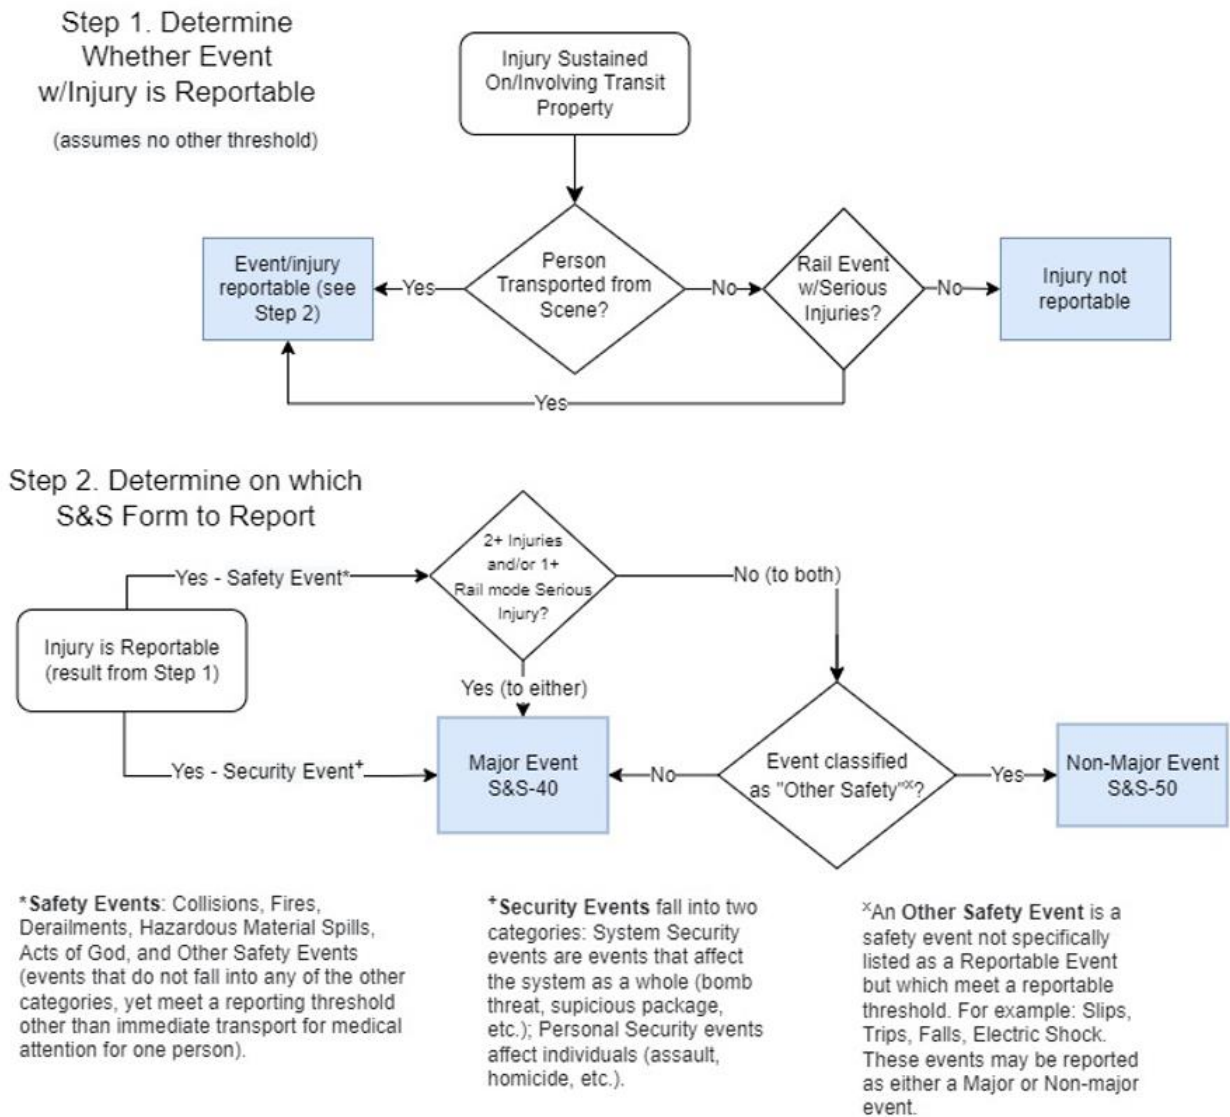 Step 1. Determine
Whether Event
w/Injury is Reportable
(assumes no other threshold)
Injury Sustained
On/Involving Transit
Property
Person
Transported from
Scene?
Yes
Event/injury
reportable (see
Step 2)
No
Rail Event
w/Serious
Injuries?
No
Injury not
reportable
Yes
Step 2. Determine on which
S&S Form to Report
Injury is Reportable
(result from Step 1)
Yes - Safety Event*
2+ Injuries
and/or 1+
Rail mode Serious
Injury?
No (to both)
Yes (to either)
Yes - Security Event+
Major Event
S&S-40
No
Event classified
as "Other Safety"x?
Yes
Non-Major Event
S&S-50
*Safety Events: Collisions, Fires,
Derailments, Hazardous Material Spills,
Acts of God, and Other Safety Events
(events that do not fall into any of the other
categories, yet meet a reporting threshold
other than immediate transport for medical
attention for one person).
+Security Events fall into two
categories: System Security
events are events that affect
the system as a whole (bomb
threat, supicious package,
etc.); Personal Security events
affect individuals (assault,
homicide, etc.).
xAn Other Safety Event is a
safety event not specifically
listed as a Reportable Event
but which meet a reportable
threshold. For example: Slips,
Trips, Falls, Electric Shock.
These events may be reported
as either a Major or Non-major
event.